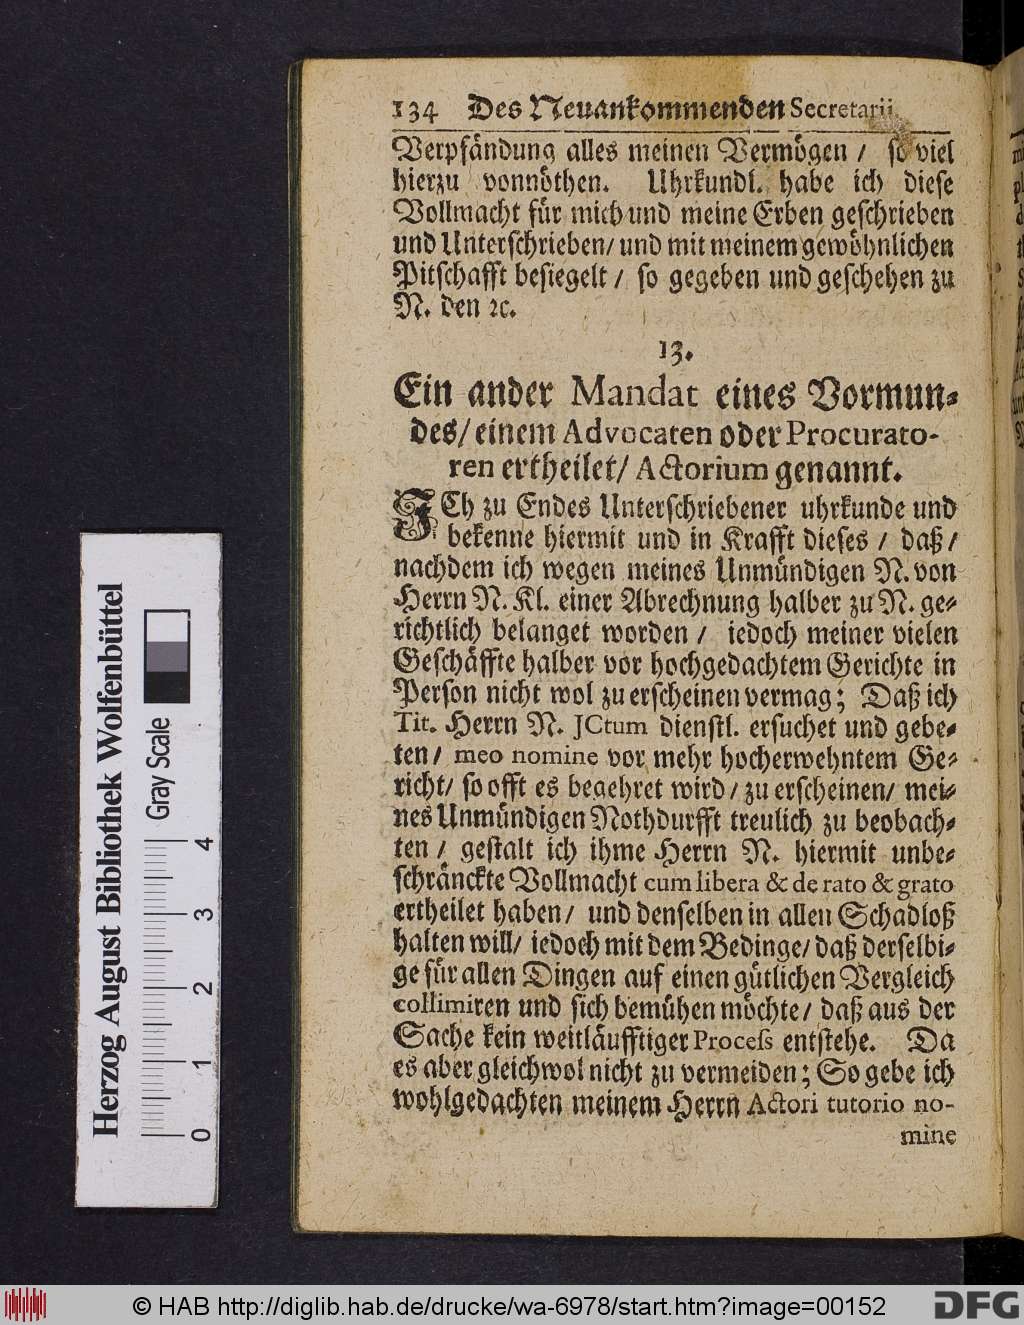 134 Des Neuankommenden Secretarii
Verpfändung alles meinen Vermögen / so viel
hierzu vonnöthen. Uhrkundl. habe ich diese
Vollmacht für mich und meine Erben geschrieben
und Unterschrieben / und mit meinem gewöhnlichen
Pitschafft besiegelt / so gegeben und geschehen zu
N. den ꝛc.
13.
Ein ander Mandat eines Vormun-
des / einem Advocaten oder Procurato-
ren ertheilet / Actorium genannt.
ICh zu Endes Unterschriebener uhrkunde und
bekenne hiermit und in Krafft dieses / daß /
nachdem ich wegen meines Unmündigen N. von
Herrn N. Kl. einer Abrechnung halber zu N. ge-
richtlich belanget worden / iedoch meiner vielen
Geschäffte halber vor hochgedachtem Gerichte in
Person nicht wol zu erscheinen vermag; Daß ich
Tit. Herrn N. JCtum dienstl. ersuchet und gebe-
ten / meo nomine vor mehr hocherwehntem Ge-
richt / so offt es begehret wird / zu erscheinen / mei-
nes Unmündigen Nothdurfft treulich zu beobach-
ten / gestalt ich ihme Herrn N. hiermit unbe-
schränckte Vollmacht cum libera & de rato & grato
ertheilet haben / und denselben in allen Schadloß
halten will / iedoch mit dem Bedinge / daß derselbi-
ge für allen Dingen auf einen gütlichen Vergleich
collimiren und sich bemühen möchte / daß aus der
Sache kein weitläufftiger Process entstehe. Da
es aber gleichwol nicht zu vermeiden; So gebe ich
wohlgedachten meinem Herrn Actori tutorio no-
mine
Herzog August Bibliothek Wolfenbüttel
Gray Scale
0 1 2 3 4
© HAB http://diglib.hab.de/drucke/wa-6978/start.htm?image=00152
DFG